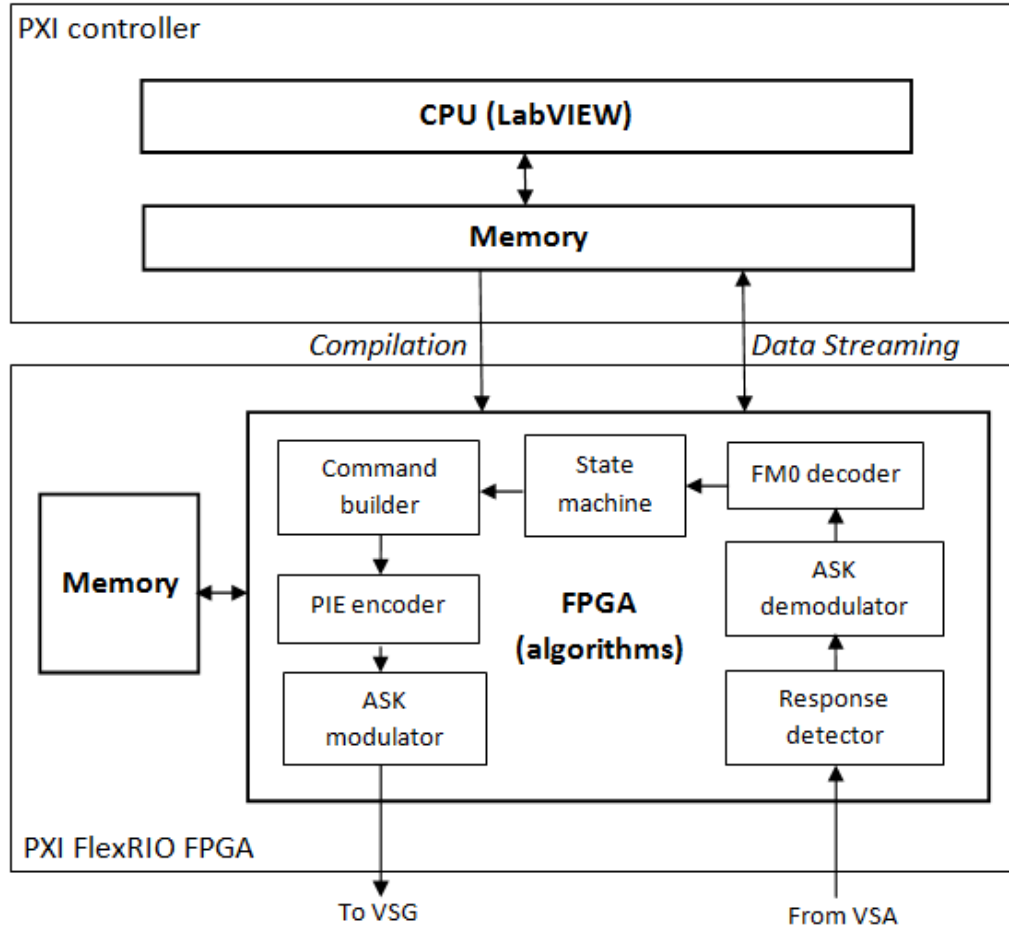 PXI controller
CPU (LabVIEW)
Memory
Compilation
Data Streaming
Command
builder
State
machine
FM0 decoder
Memory
PIE encoder
FPGA
(algorithms)
ASK
demodulator
ASK
modulator
Response
detector
PXI FlexRIO FPGA
To VSG
From VSA